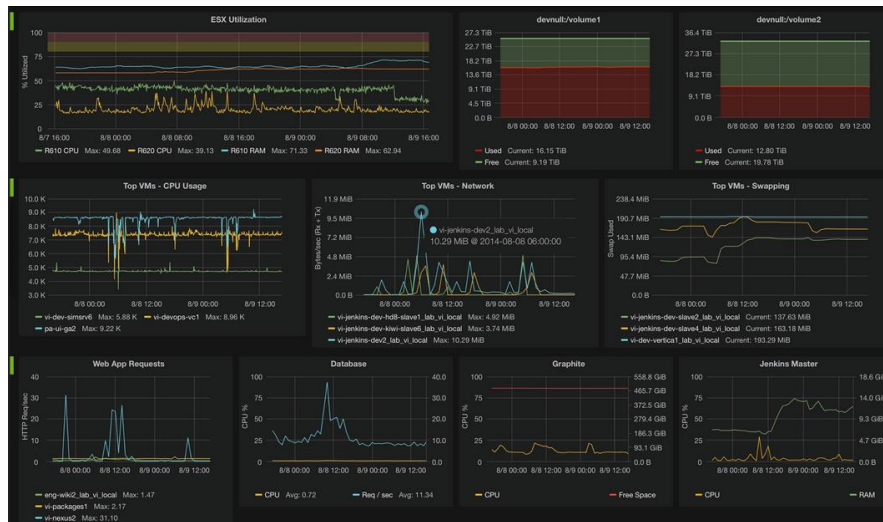 ESX Utilization
% Utilized
100
75
50
25
0
8/7 16:00 8/8 00:00 8/8 08:00 8/8 16:00 8/9 00:00 8/9 08:00 8/9 16:00
R610 CPU Max: 49.68 R620 CPU Max: 39.13 R610 RAM Max: 71.33 R620 RAM Max: 62.94
devnull:/volume1
27.3 TiB
22.7 TiB
18.2 TiB
13.6 TiB
9.1 TiB
4.5 TiB
0.0 B
8/8 00:00 8/8 12:00 8/9 00:00 8/9 12:00
Used Current: 16.15 TiB
Free Current: 9.19 TiB
devnull:/volume2
36.4 TiB
27.3 TiB
18.2 TiB
9.1 TiB
0.0 B
8/8 00:00 8/8 12:00 8/9 00:00 8/9 12:00
Used Current: 12.80 TiB
Free Current: 19.78 TiB
Top VMs - CPU Usage
10.0 K
9.0 K
8.0 K
7.0 K
6.0 K
5.0 K
4.0 K
3.0 K
8/8 00:00 8/8 12:00 8/9 00:00 8/9 12:00
vi-dev-simsrv6 Max: 5.88 K vi-devops-vc1 Max: 8.96 K
pa-ui-ga2 Max: 9.22 K
Top VMs - Network
Bytes/sec (Rx + Tx)
11.9 MiB
9.5 MiB
7.2 MiB
4.8 MiB
2.4 MiB
0.0 B
vi-jenkins-dev2_lab_vi_local
10.29 MiB @ 2014-08-08 06:00:00
8/8 00:00 8/8 12:00 8/9 00:00 8/9 12:00
vi-jenkins-dev-hd8-slave1_lab_vi_local Max: 4.92 MiB
vi-jenkins-dev-kiwi-slave6_lab_vi_local Max: 3.74 MiB
vi-jenkins-dev2_lab_vi_local Max: 10.29 MiB
Top VMs - Swapping
Swap Used
238.4 MiB
190.7 MiB
143.1 MiB
95.4 MiB
47.7 MiB
0.0 B
8/8 00:00 8/8 12:00 8/9 00:00 8/9 12:00
vi-jenkins-dev-slave2_lab_vi_local Current: 137.63 MiB
vi-jenkins-dev-slave4_lab_vi_local Current: 163.18 MiB
vi-dev-vertica1_lab_vi_local Current: 193.29 MiB
Web App Requests
HTTP Req/sec
40
30
20
10
0
8/8 00:00 8/8 12:00 8/9 00:00 8/9 12:00
eng-wiki2_lab_vi_local Max: 1.47
vi-packages1 Max: 2.17
vi-nexus2 Max: 31.10
Database
CPU %
100
75
50
25
0
40.0
30.0
20.0
10.0
0.0
8/8 00:00 8/8 12:00 8/9 00:00 8/9 12:00
CPU Avg: 0.72 Req / sec Avg: 11.34
Graphite
CPU %
100
75
50
25
0
558.8 GiB
465.7 GiB
372.5 GiB
279.4 GiB
186.3 GiB
93.1 GiB
0.0 B
8/8 00:00 8/8 12:00 8/9 00:00 8/9 12:00
CPU Free Space
Jenkins Master
CPU %
100
75
50
25
0
18.6 Gi
14.0 G
9.3 Gi
4.7 Gi
0.0 B
8/8 00:00 8/8 12:00 8/9 00:00 8/9 12:00
CPU RAM